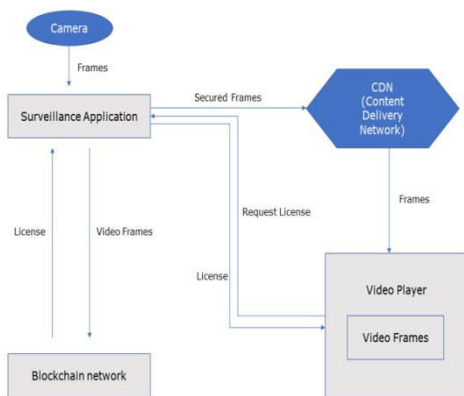 Camera
Frames
Surveillance Application
Secured Frames
CDN
(Content
Delivery
Network)
License
Video Frames
Request License
License
Frames
Video Player
Video Frames
Blockchain network